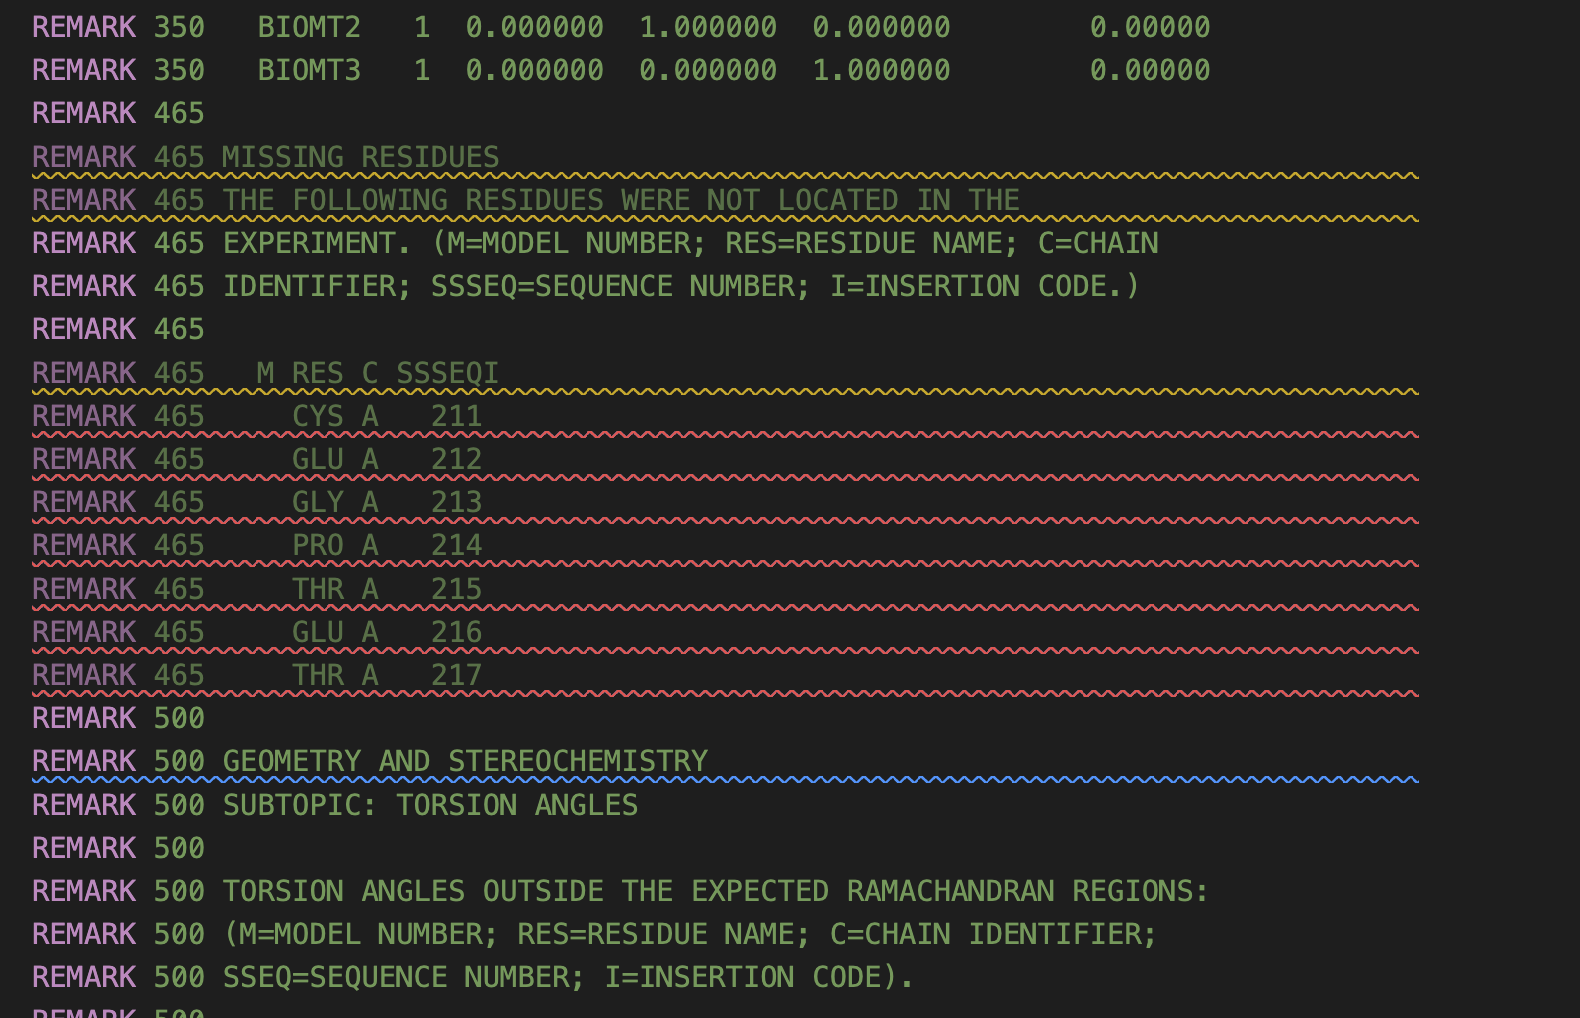 REMARK 350   BIOMT2   1  0.000000  1.000000  0.000000        0.00000
REMARK 350   BIOMT3   1  0.000000  0.000000  1.000000        0.00000
REMARK 465
REMARK 465 MISSING RESIDUES
REMARK 465 THE FOLLOWING RESIDUES WERE NOT LOCATED IN THE
REMARK 465 EXPERIMENT. (M=MODEL NUMBER; RES=RESIDUE NAME; C=CHAIN
REMARK 465 IDENTIFIER; SSSEQ=SEQUENCE NUMBER; I=INSERTION CODE.)
REMARK 465
REMARK 465   M RES C SSSEQI
REMARK 465     CYS A   211
REMARK 465     GLU A   212
REMARK 465     GLY A   213
REMARK 465     PRO A   214
REMARK 465     THR A   215
REMARK 465     GLU A   216
REMARK 465     THR A   217
REMARK 500
REMARK 500 GEOMETRY AND STEREOCHEMISTRY
REMARK 500 SUBTOPIC: TORSION ANGLES
REMARK 500
REMARK 500 TORSION ANGLES OUTSIDE THE EXPECTED RAMACHANDRAN REGIONS:
REMARK 500 (M=MODEL NUMBER; RES=RESIDUE NAME; C=CHAIN IDENTIFIER;
REMARK 500 SSEQ=SEQUENCE NUMBER; I=INSERTION CODE).
REMARK 500